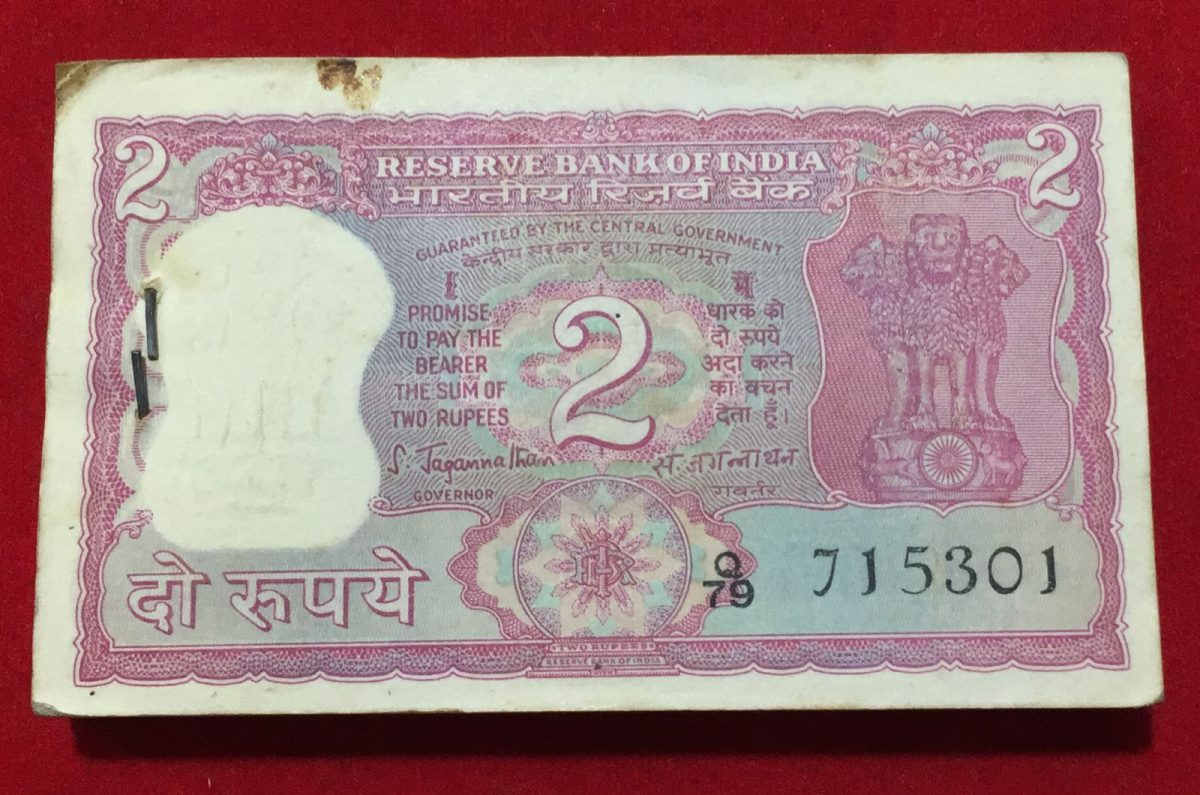 2 2
RESERVE BANK OF INDIA
भारतीय रिज़र्व बैंक
GUARANTEED BY THE CENTRAL GOVERNMENT
केन्द्रीय सरकार द्वारा प्रत्याभूत
I
PROMISE
TO PAY THE
BEARER
THE SUM OF
TWO RUPEES
2
मैं
धारक को
दो रुपये
अदा करने
का वचन
देता हूँ।
S. Jagannathan
GOVERNOR
स. जगन्नाथन
गवर्नर
दो रूपये
Q
79 715301
TWO RUPEES
RESERVE BANK OF INDIA